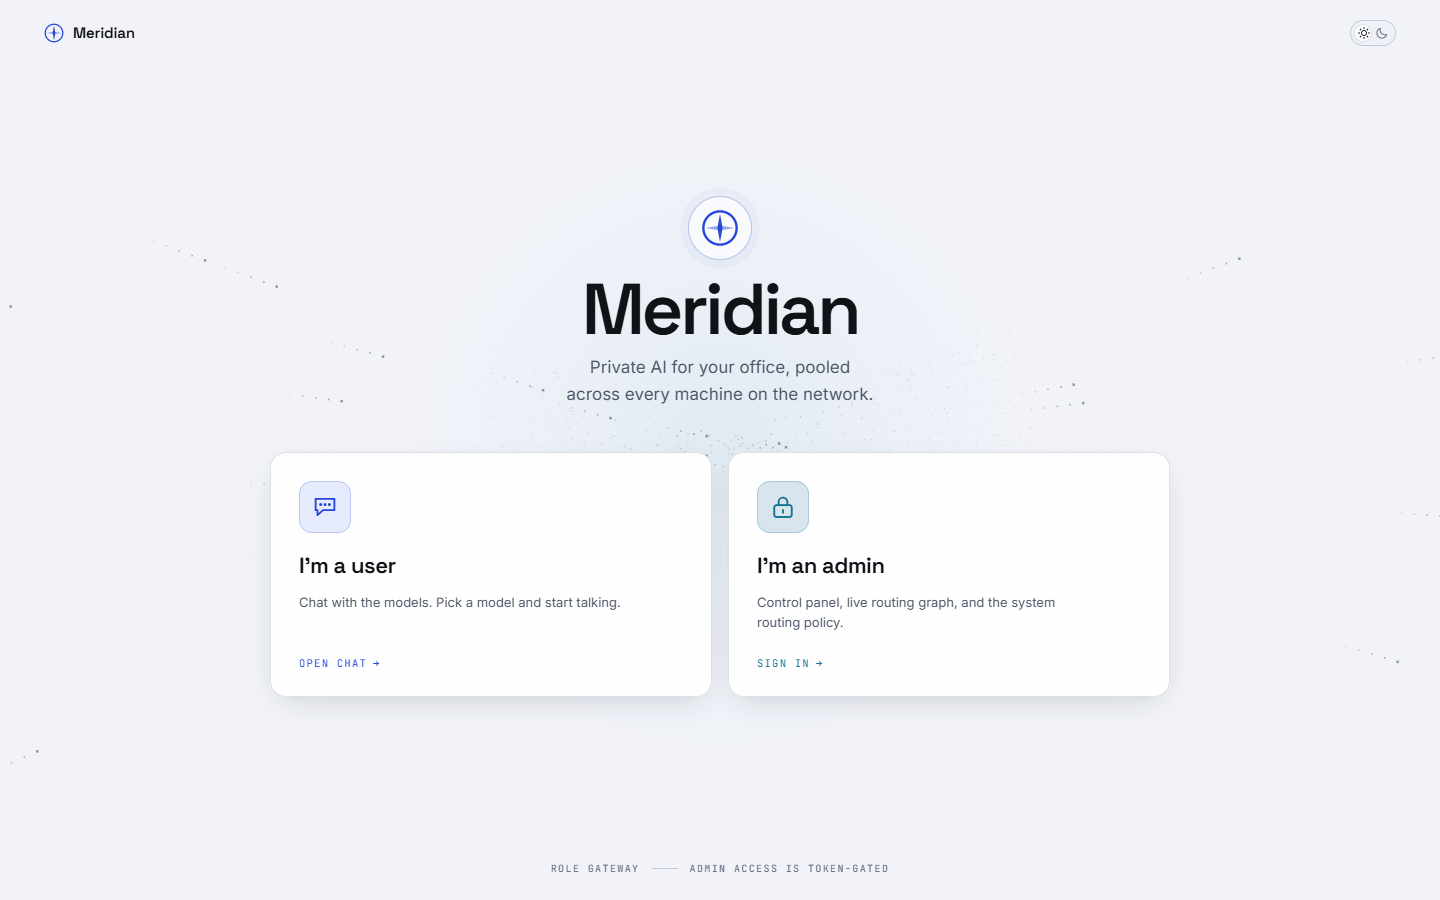 Meridian
Meridian
Private AI for your office, pooled
across every machine on the network.
I’m a user
Chat with the models. Pick a model and start talking.
OPEN CHAT →
I’m an admin
Control panel, live routing graph, and the system
routing policy.
SIGN IN →
ROLE GATEWAY — ADMIN ACCESS IS TOKEN-GATED